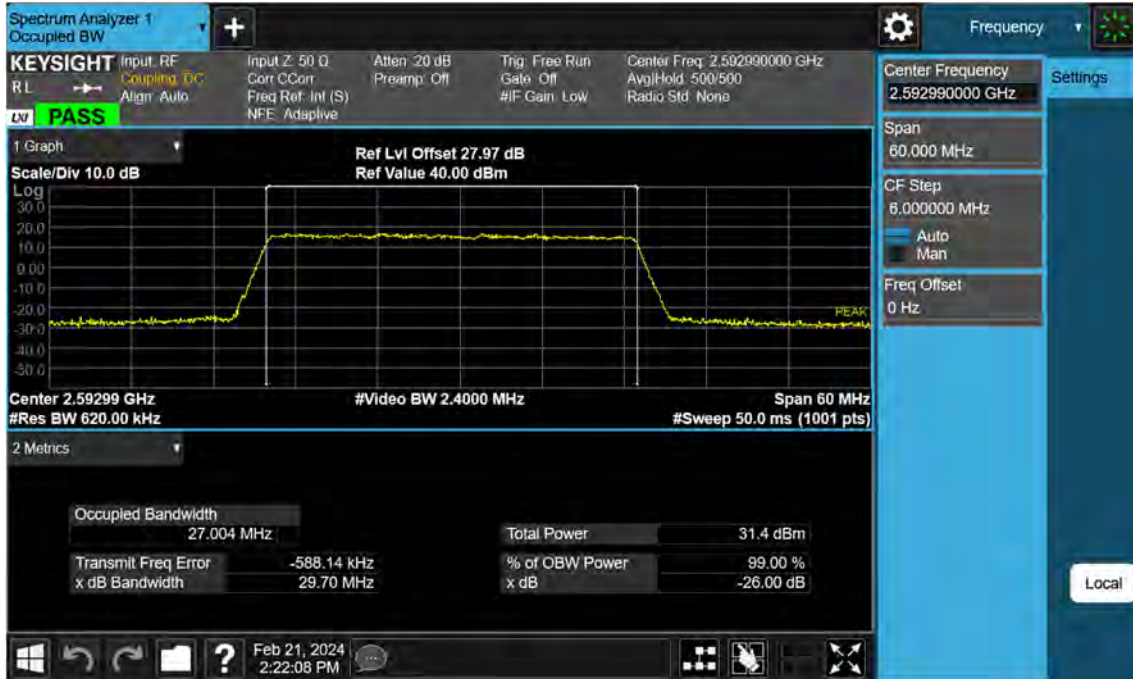 Spectrum Analyzer 1
Occupied BW
Frequency
KEYSIGHT
RL
LXI
PASS
Input: RF
Coupling: DC
Align: Auto
Input Z: 50 Ω
Corr CCorr
Freq Ref: Int (S)
NFE: Adaptive
Atten: 20 dB
Preamp: Off
Trig: Free Run
Gate: Off
#IF Gain: Low
Center Freq: 2.592990000 GHz
Avg|Hold: 500/500
Radio Std: None
Center Frequency
2.592990000 GHz
Settings
Span
60.000 MHz
CF Step
6.000000 MHz
Auto
Man
Freq Offset
0 Hz
1 Graph
Scale/Div 10.0 dB
Ref Lvl Offset 27.97 dB
Ref Value 40.00 dBm
Log
30.0
20.0
10.0
0.00
-10.0
-20.0
-30.0
-40.0
-50.0
PEAK
Center 2.59299 GHz
#Video BW 2.4000 MHz
Span 60 MHz
#Res BW 620.00 kHz
#Sweep 50.0 ms (1001 pts)
2 Metrics
Occupied Bandwidth
27.004 MHz
Total Power 31.4 dBm
Transmit Freq Error -588.14 kHz
% of OBW Power 99.00 %
x dB Bandwidth 29.70 MHz
x dB -26.00 dB
Local
?
Feb 21, 2024
2:22:08 PM